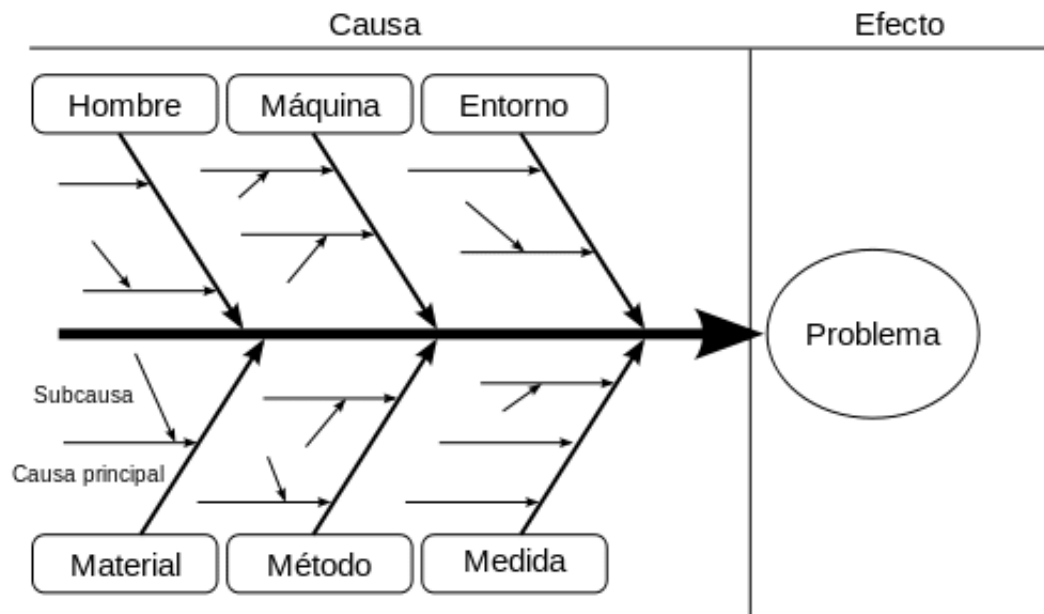 Causa
Efecto
Hombre
Máquina
Entorno
Problema
Subcausa
Causa principal
Material
Método
Medida